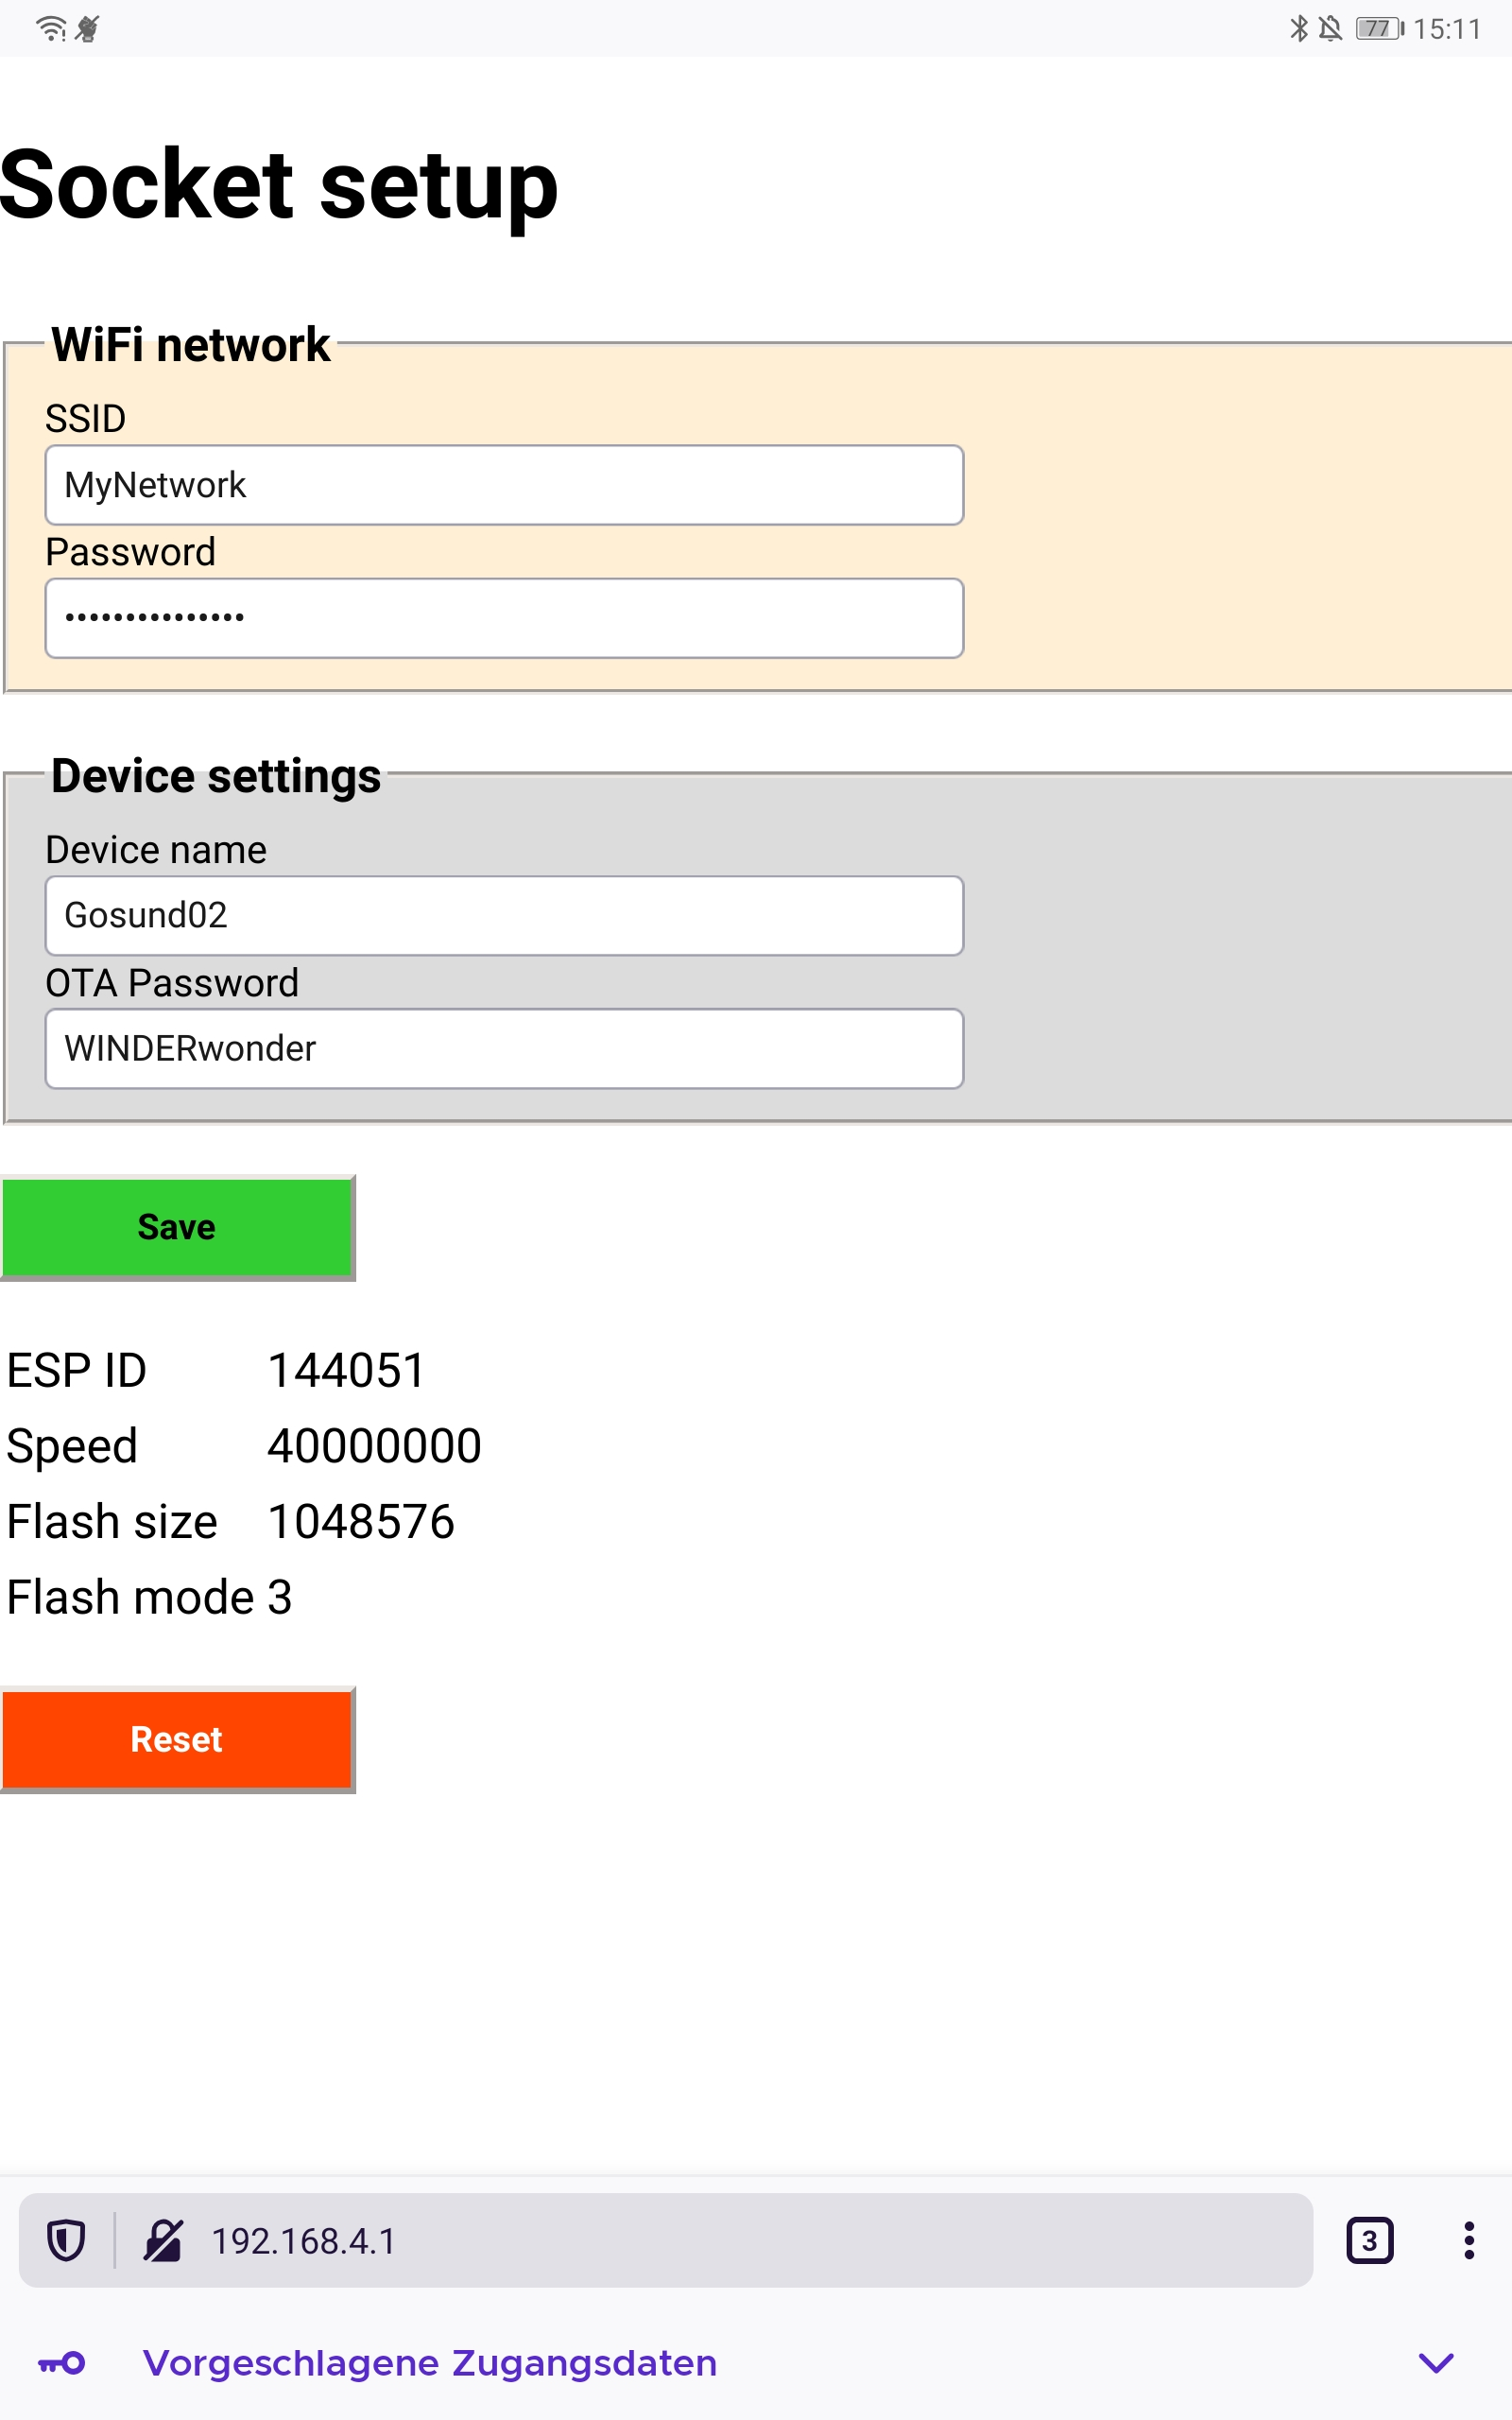 77 15:11
Socket setup
WiFi network
SSID
MyNetwork
Password
•••••••••••••••
Device settings
Device name
Gosund02
OTA Password
WINDERwonder
Save
ESP ID 144051
Speed 40000000
Flash size 1048576
Flash mode 3
Reset
192.168.4.1 3
Vorgeschlagene Zugangsdaten